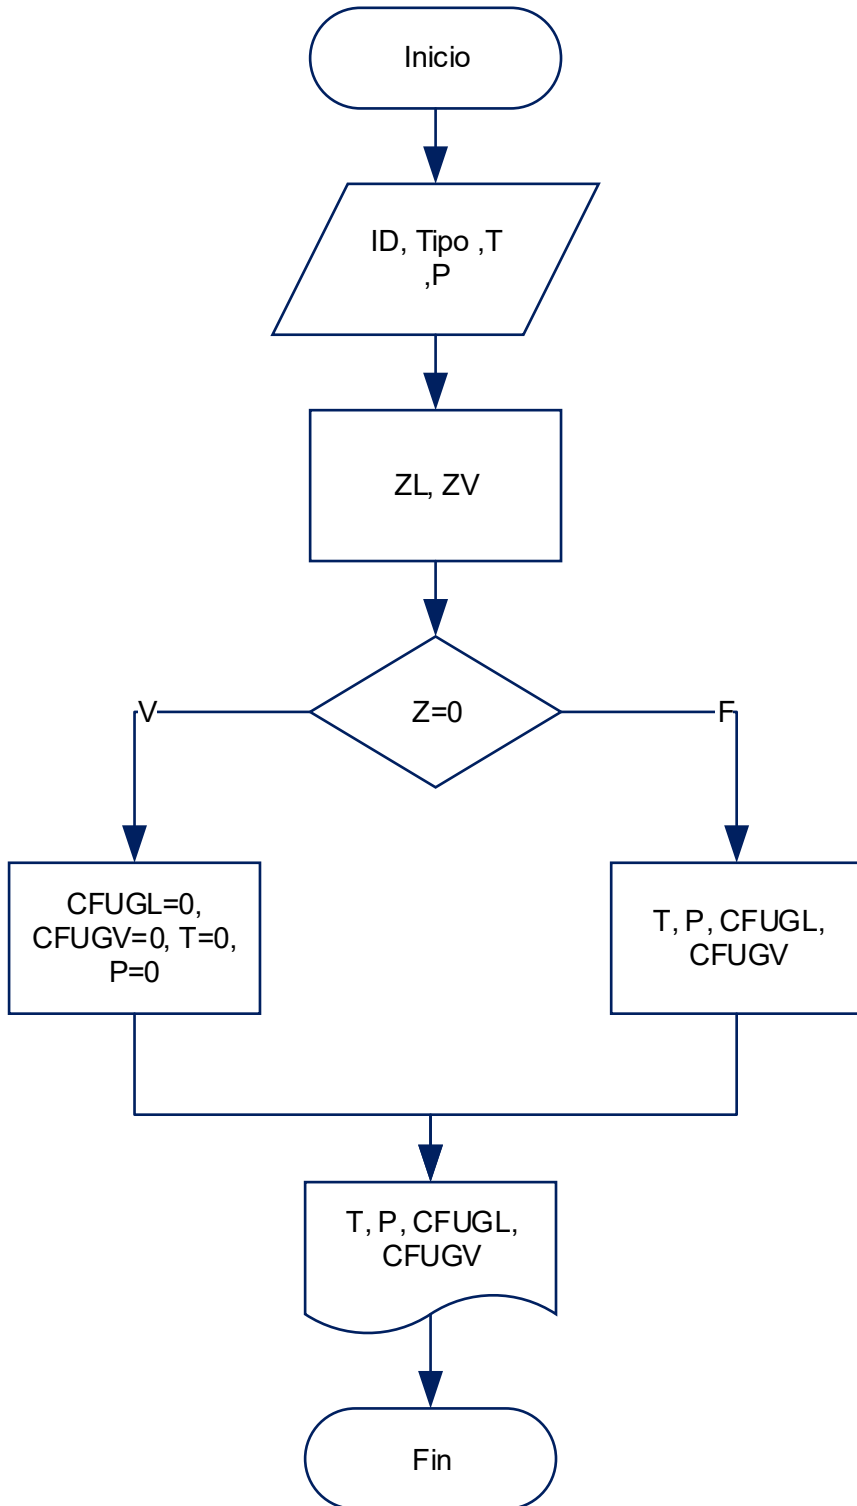 Inicio
ID, Tipo ,T
,P
ZL, ZV
Z=0
V
F
CFUGL=0,
CFUGV=0, T=0,
P=0
T, P, CFUGL,
CFUGV
T, P, CFUGL,
CFUGV
Fin